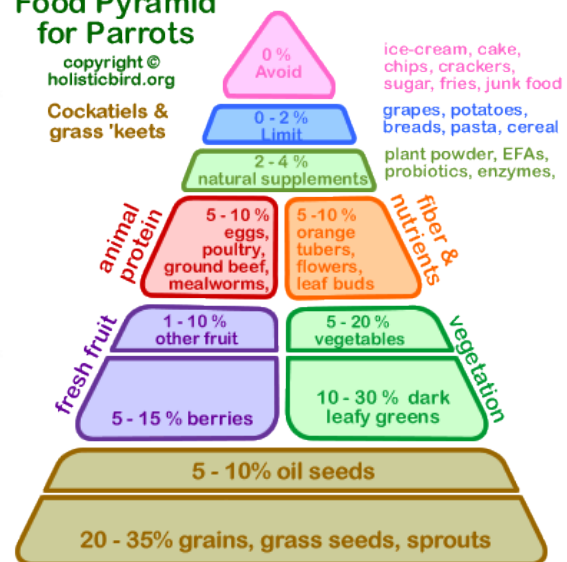 Food Pyramid
for Parrots
copyright ©
holisticbird.org
Cockatiels &
grass 'keets
0 %
Avoid
ice-cream, cake,
chips, crackers,
sugar, fries, junk food
0 - 2 %
Limit
grapes, potatoes,
breads, pasta, cereal
2 - 4 %
natural supplements
plant powder, EFAs,
probiotics, enzymes,
animal
protein
5 - 10 %
eggs,
poultry,
ground beef,
mealworms,
5 -10 %
orange
tubers,
flowers,
leaf buds
fiber &
nutrients
fresh fruit
1 - 10 %
other fruit
5 - 20 %
vegetables
vegetation
5 - 15 % berries
10 - 30 % dark
leafy greens
5 - 10% oil seeds
20 - 35% grains, grass seeds, sprouts